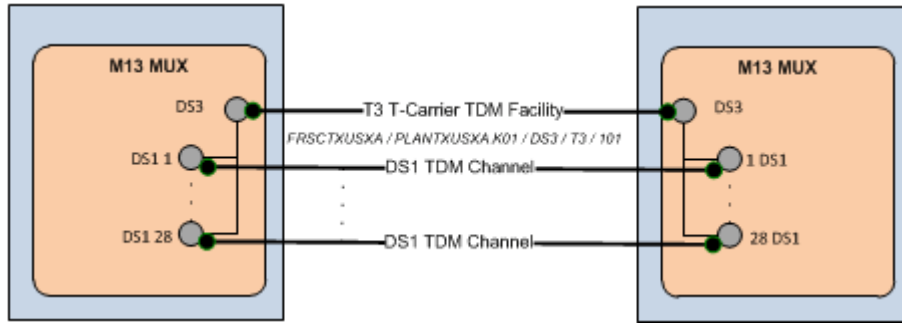 M13 MUX
M13 MUX
DS3
T3 T-Carrier TDM Facility
DS3
FRSCTXUSXA / PLANTXUSXA K01 / DS3 / T3 / 101
DS1 1
DS1 TDM Channel
1 DS1
DS1 28
DS1 TDM Channel
28 DS1